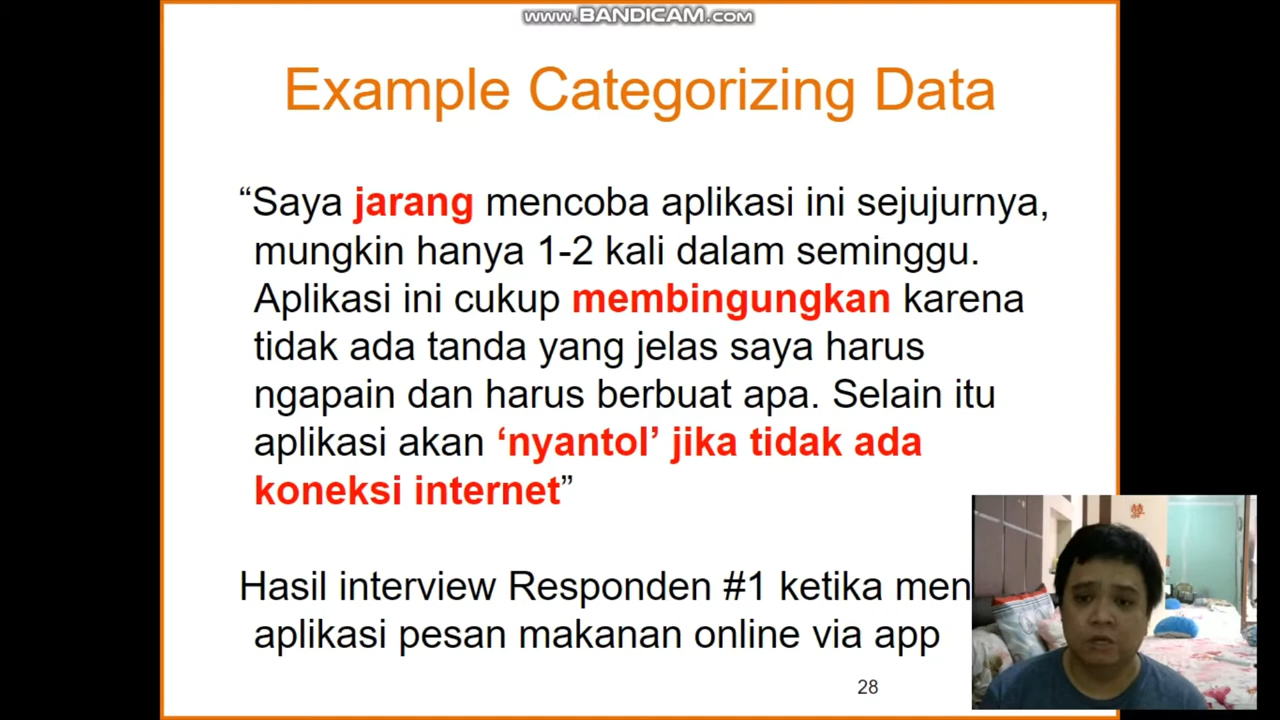 www.BANDICAM.com
Example Categorizing Data
“Saya jarang mencoba aplikasi ini sejujurnya,
mungkin hanya 1-2 kali dalam seminggu.
Aplikasi ini cukup membingungkan karena
tidak ada tanda yang jelas saya harus
ngapain dan harus berbuat apa. Selain itu
aplikasi akan ‘nyantol’ jika tidak ada
koneksi internet”
Hasil interview Responden #1 ketika men
aplikasi pesan makanan online via app
28